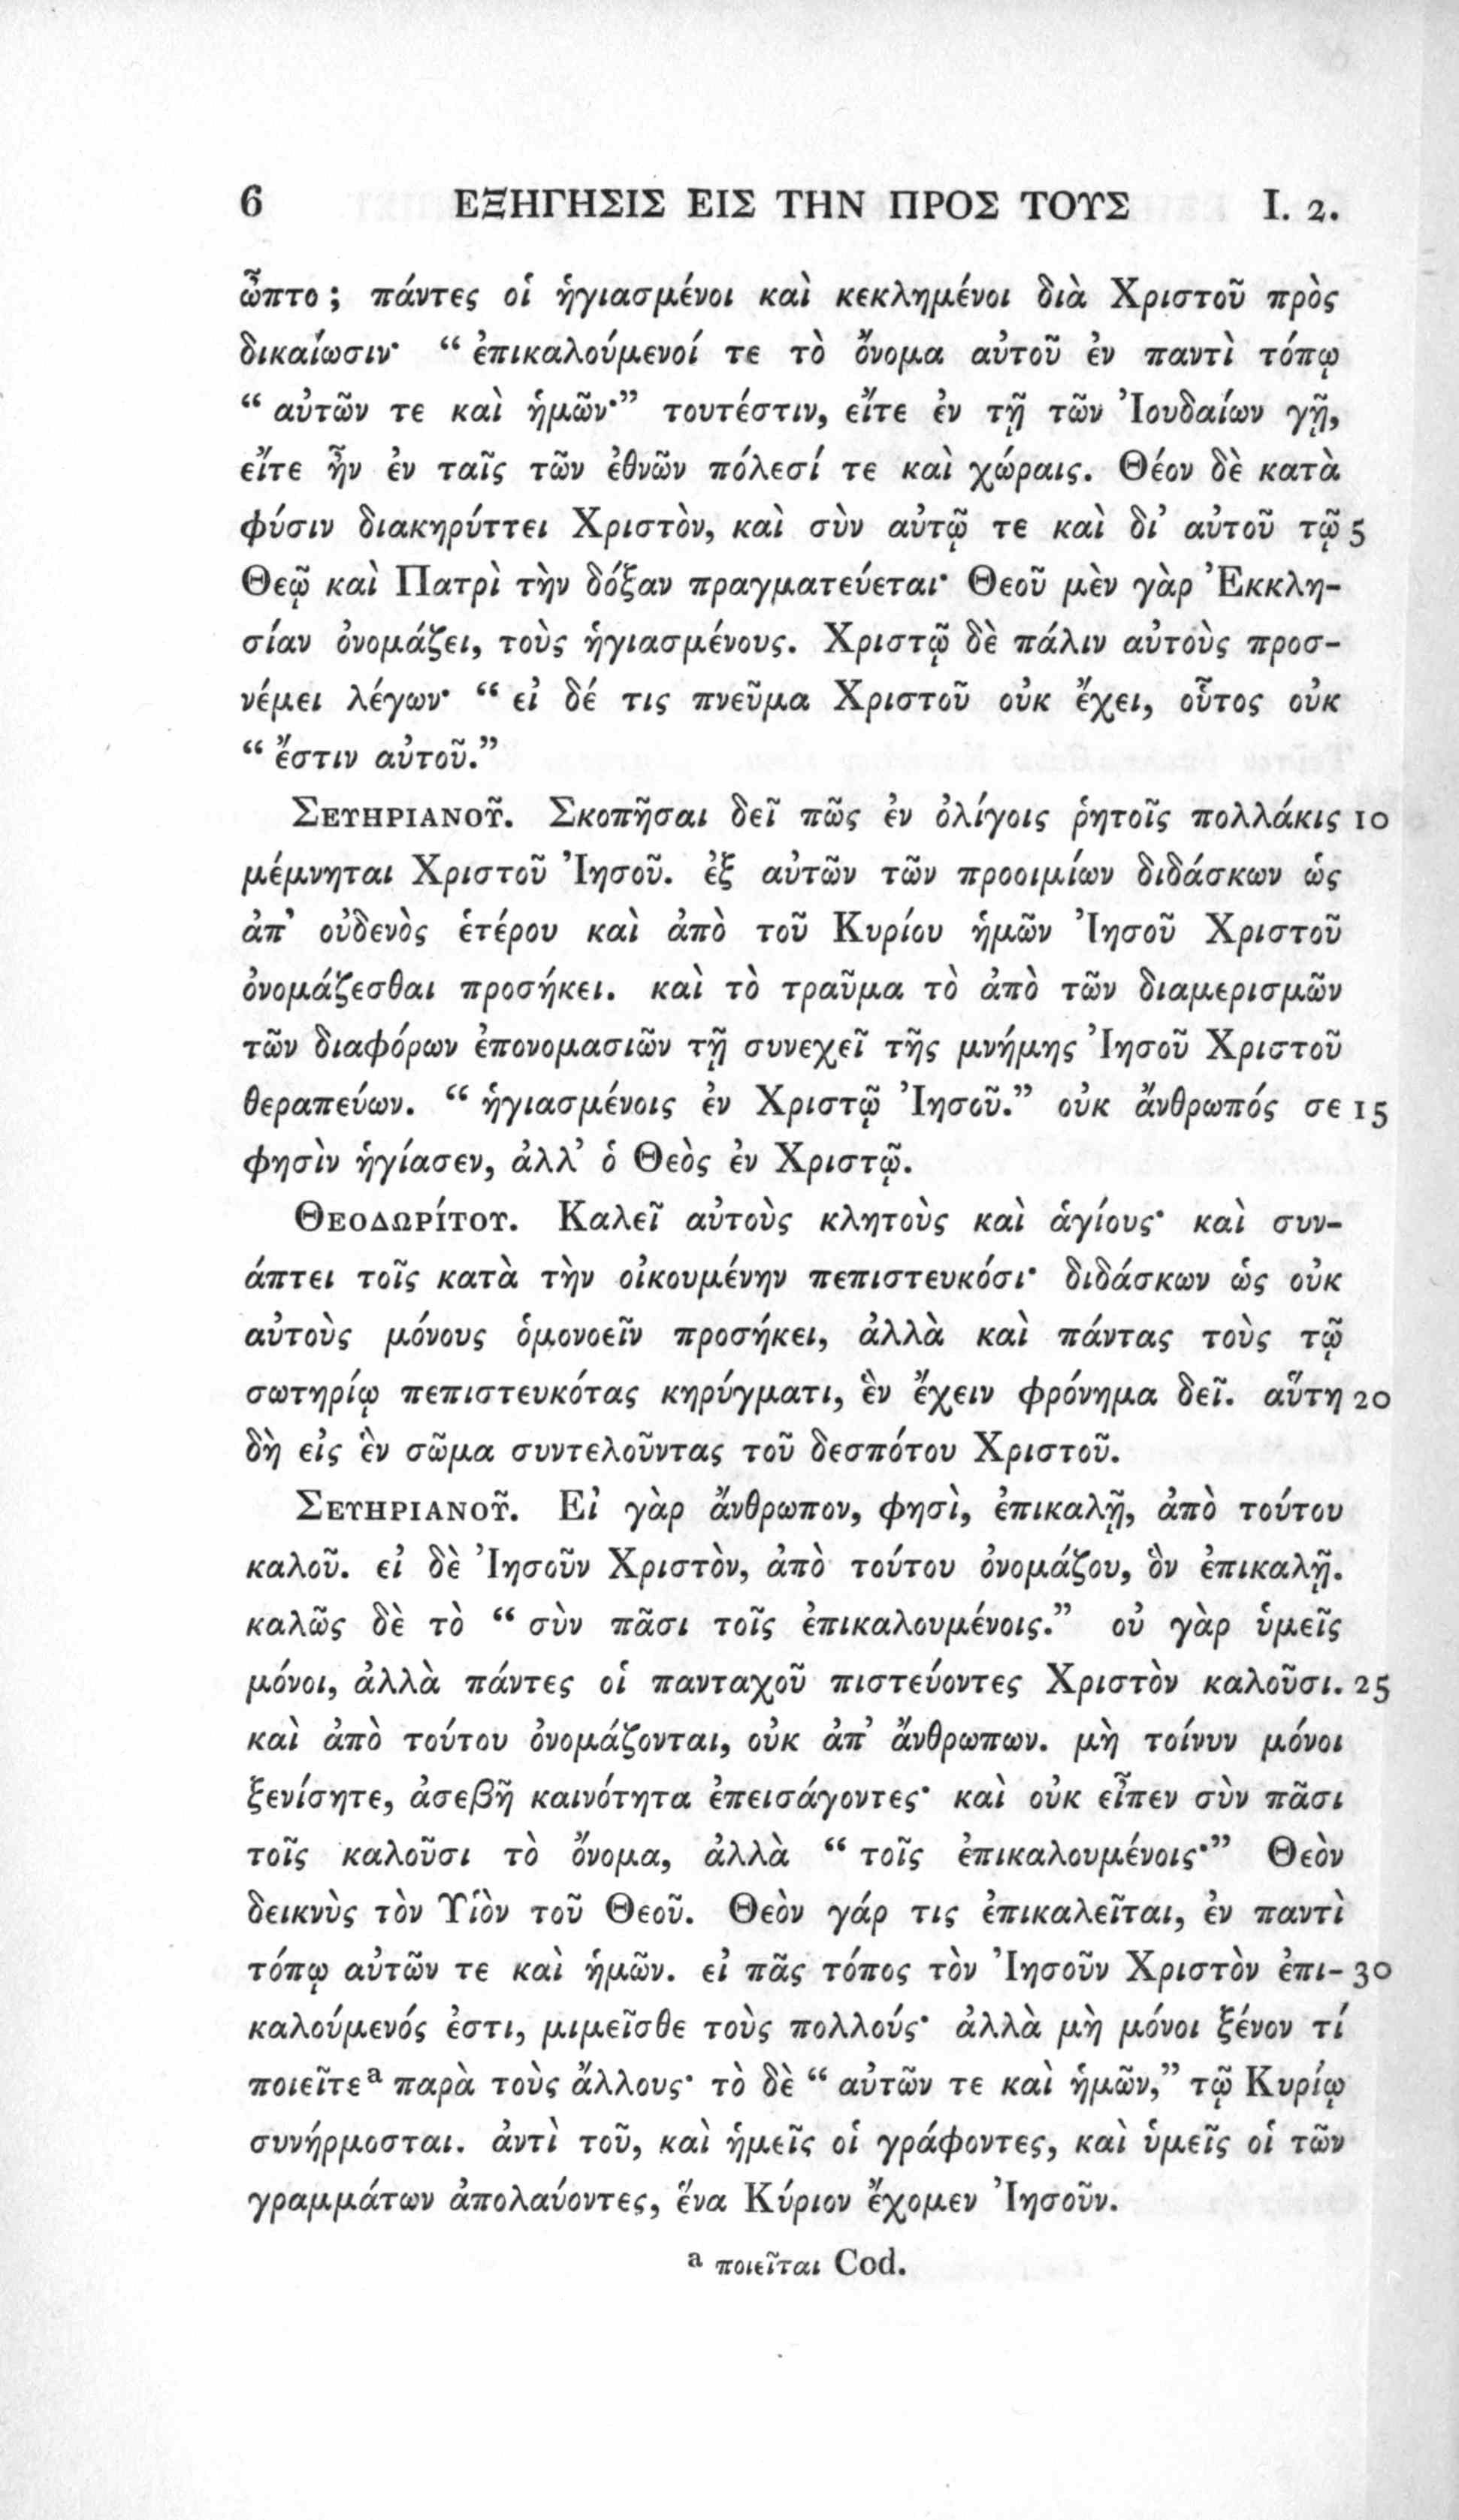 6 ΕΞΗΓΗΣΙΣ ΕΙΣ ΤΗΝ ΠΡΟΣ ΤΟΥΣ I. 2.
ὦπτο; πάντες οἱ ἡγιασμένοι καὶ κεκλημένοι διὰ Χριστοῦ πρὸς
δικαίωσιν· “ ἐπικαλούμενοί τε τὸ ὄνομα αὐτοῦ ἐν παντὶ τόπῳ
“ αὐτῶν τε καὶ ἡμῶν·” τουτέστιν, εἴτε ἐν τῇ τῶν Ἰουδαίων γῇ,
εἴτε ἦν ἐν ταῖς τῶν ἐθνῶν πόλεσί τε καὶ χώραις. Θέον δὲ κατὰ
φύσιν διακηρύττει Χριστὸν, καὶ σὺν αὐτῷ τε καὶ δι’ αὐτοῦ τῷ 5
Θεῷ καὶ Πατρὶ τὴν δόξαν πραγματεύεται· Θεοῦ μὲν γὰρ Ἐκκλη-
σίαν ὀνομάζει, τοὺς ἡγιασμένους. Χριστῷ δὲ πάλιν αὐτοὺς προσ-
νέμει λέγων· “ εἰ δέ τις πνεῦμα Χριστοῦ οὐκ ἔχει, οὗτος οὐκ
“ ἔστιν αὐτοῦ.”
ΣΕΥΗΡΙΑΝΟῦ. Σκοπῆσαι δεῖ πῶς ἐν ὀλίγοις ῥητοῖς πολλάκις 10
μέμνηται Χριστοῦ Ἰησοῦ. ἐξ αὐτῶν τῶν προοιμίων διδάσκων ὡς
ἀπ’ οὐδενὸς ἑτέρου καὶ ἀπὸ τοῦ Κυρίου ἡμῶν Ἰησοῦ Χριστοῦ
ὀνομάζεσθαι προσήκει. καὶ τὸ τραῦμα τὸ ἀπὸ τῶν διαμερισμῶν
τῶν διαφόρων ἐπονομασιῶν τῇ συνεχεῖ τῆς μνήμης Ἰησοῦ Χριστοῦ
θεραπεύων. “ ἡγιασμένοις ἐν Χριστῷ Ἰησοῦ.” οὐκ ἄνθρωπός σε 15
φησὶν ἡγίασεν, ἀλλ’ ὁ Θεὸς ἐν Χριστῷ.
ΘΕΟΔΩΡίΤΟΥ. Καλεῖ αὐτοὺς κλητοὺς καὶ ἁγίους· καὶ συν-
άπτει τοῖς κατὰ τὴν οἰκουμένην πεπιστευκόσι· διδάσκων ὡς οὐκ
αὐτοὺς μόνους ὁμονοεῖν προσήκει, ἀλλὰ καὶ πάντας τοὺς τῷ
σωτηρίῳ πεπιστευκότας κηρύγματι, ἓν ἔχειν φρόνημα δεῖ. αὕτη 20
δὴ εἰς ἓν σῶμα συντελοῦντας τοῦ δεσπότου Χριστοῦ.
ΣΕΥΗΡΙΑΝΟῦ. Εἰ γὰρ ἄνθρωπον, φησὶ, ἐπικαλῇ, ἀπὸ τούτου
καλοῦ. εἰ δὲ Ἰησοῦν Χριστὸν, ἀπὸ τούτου ὀνομάζου, ὃν ἐπικαλῇ.
καλῶς δὲ τὸ “ σὺν πᾶσι τοῖς ἐπικαλουμένοις.” οὐ γὰρ ὑμεῖς
μόνοι, ἀλλὰ πάντες οἱ πανταχοῦ πιστεύοντες Χριστὸν καλοῦσι. 25
καὶ ἀπὸ τούτου ὀνομάζονται, οὐκ ἀπ’ ἄνθρωπων. μὴ τοίνυν μόνοι
ξενίσητε, ἀσεβῆ καινότητα ἐπεισάγοντες· καὶ οὐκ εἶπεν σὺν πᾶσι
τοῖς καλοῦσι τὸ ὄνομα, ἀλλὰ “ τοῖς ἐπικαλουμένοις·” Θεὸν
δεικνὺς τὸν Υἱὸν τοῦ Θεοῦ. Θεὸν γάρ τις ἐπικαλεῖται, ἐν παντὶ
τόπῳ αὐτῶν τε καὶ ἡμῶν. εἰ πᾶς τόπος τὸν Ἰησοῦν Χριστὸν ἐπι- 30
καλούμενός ἐστι, μιμεῖσθε τοὺς πολλούς· ἀλλὰ μὴ μόνοι ξένον τί
ποιεῖτε a παρὰ τοὺς ἄλλους· τὸ δὲ “ αὐτῶν τε καὶ ἡμῶν,” τῷ Κυρίῳ
συνήρμοσται. ἀντὶ τοῦ, καὶ ἡμεῖς οἱ γράφοντες, καὶ ὑμεῖς οἱ τῶν
γραμμάτων ἀπολαύοντες, ἕνα Κύριον ἔχομεν Ἰησοῦν.
a ποιεῖται Cod.